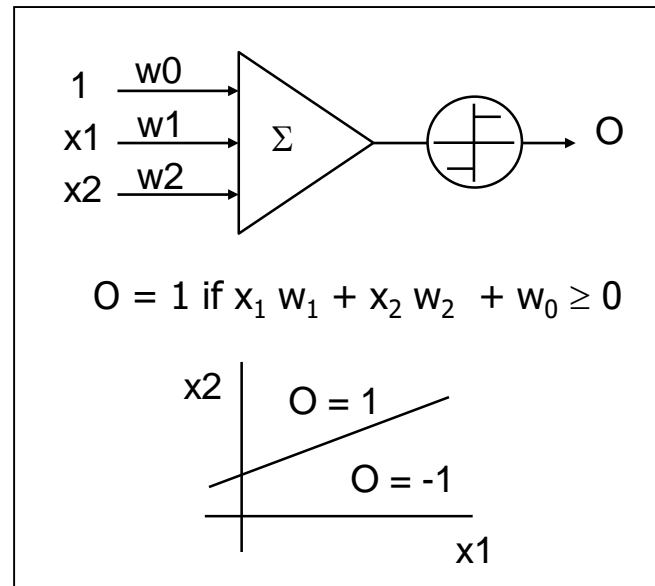 1 w0
x1 w1 Σ O
x2 w2
O = 1 if x₁ w₁ + x₂ w₂ + w₀ ≥ 0
x2 O = 1
O = -1
x1